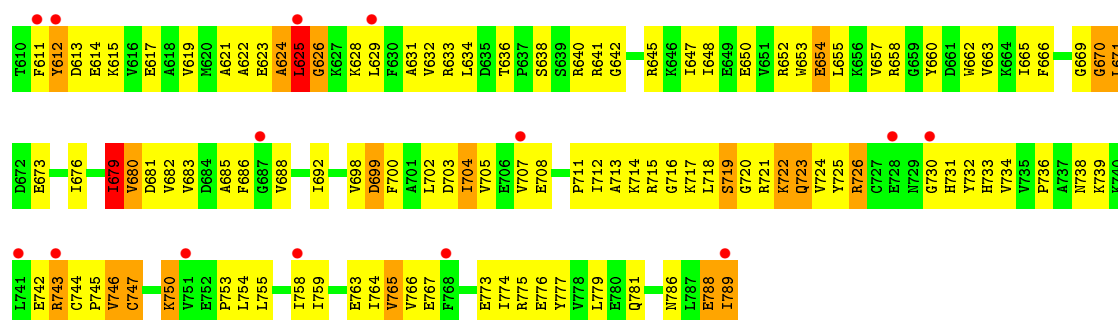 T610 F611 Y612 D613 E614 K615 V616 E617 A618 V619 M620 A621 A622 E623 A624 L625 G626 K627 K628 L629 F630 A631 V632 R633 L634 D635 T636 P637 S638 S639 R640 R641 G642 R645 K646 I647 I648 E649 E650 V651 R652 W653 E654 L655 K656 V657 R658 G659 Y660 D661 W662 V663 K664 I665 F666 G669 G670 L671
D672 E673 I676 I679 V680 D681 V682 V683 D684 A685 F686 G687 V688 I692 V698 D699 F700 A701 L702 D703 I704 V705 E706 V707 E708 P711 I712 A713 K714 R715 G716 K717 L718 S719 G720 R721 K722 Q723 V724 Y725 R726 C727 E728 N729 G730 H731 Y732 H733 V734 V735 P736 A737 N738 K739 K740
L741 E742 R743 C744 P745 V746 C747 K750 V751 E752 P753 L754 L755 I758 I759 E763 I764 V765 V766 E767 F768 E773 I774 R775 E776 Y777 V778 L779 E780 Q781 N786 L787 E788 I789